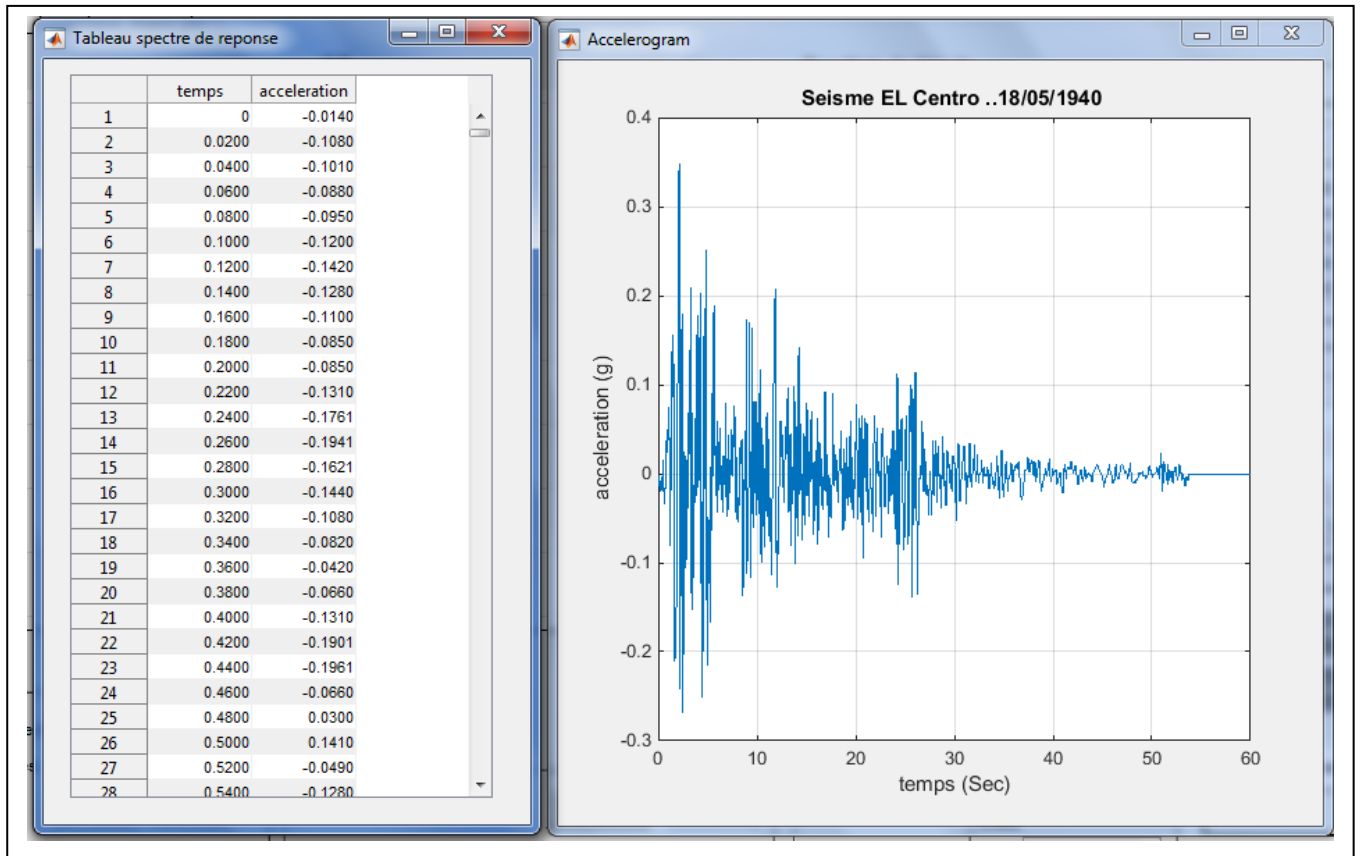 Tableau spectre de reponse
temps acceleration
1 0 -0.0140
2 0.0200 -0.1080
3 0.0400 -0.1010
4 0.0600 -0.0880
5 0.0800 -0.0950
6 0.1000 -0.1200
7 0.1200 -0.1420
8 0.1400 -0.1280
9 0.1600 -0.1100
10 0.1800 -0.0850
11 0.2000 -0.0850
12 0.2200 -0.1310
13 0.2400 -0.1761
14 0.2600 -0.1941
15 0.2800 -0.1621
16 0.3000 -0.1440
17 0.3200 -0.1080
18 0.3400 -0.0820
19 0.3600 -0.0420
20 0.3800 -0.0660
21 0.4000 -0.1310
22 0.4200 -0.1901
23 0.4400 -0.1961
24 0.4600 -0.0660
25 0.4800 0.0300
26 0.5000 0.1410
27 0.5200 -0.0490
28 0.5400 -0.1280
Accelerogram
Seisme EL Centro ..18/05/1940
acceleration (g)
0.4
0.3
0.2
0.1
0
-0.1
-0.2
-0.3
0 10 20 30 40 50 60
temps (Sec)